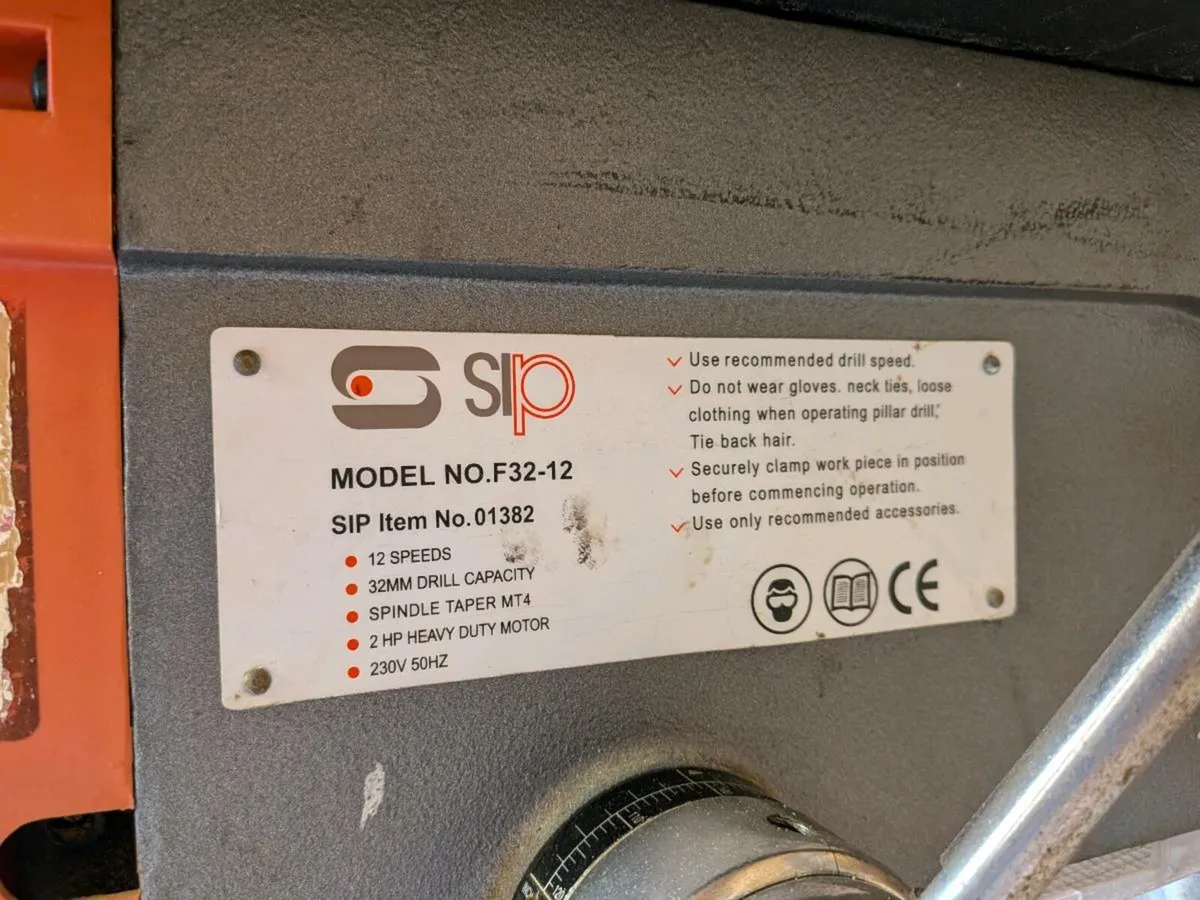 SIP
MODEL NO.F32-12
SIP Item No.01382
12 SPEEDS
32MM DRILL CAPACITY
SPINDLE TAPER MT4
2 HP HEAVY DUTY MOTOR
230V 50HZ
Use recommended drill speed.
Do not wear gloves. neck ties, loose
clothing when operating pillar drill,
Tie back hair.
Securely clamp work piece in position
before commencing operation.
Use only recommended accessories.
CE
120